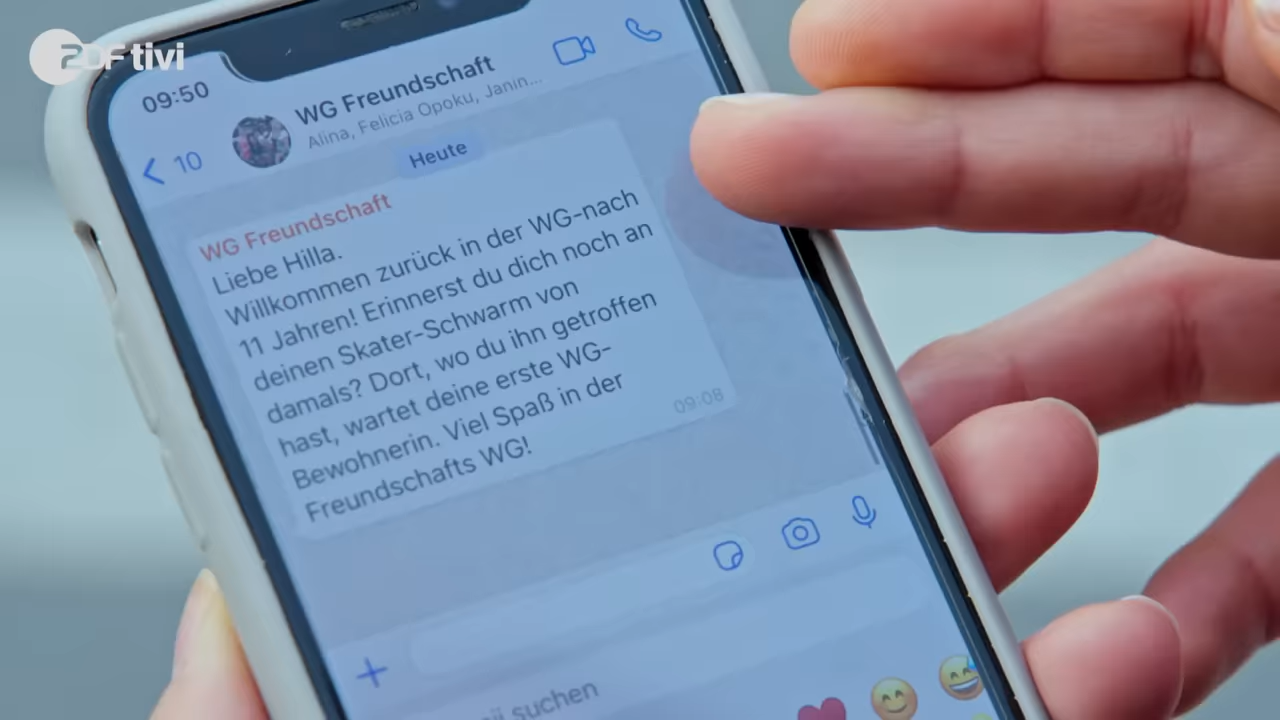 ZDF tivi
09:50
WG Freundschaft
Alina, Felicia Opoku, Janin...
10
Heute
WG Freundschaft
Liebe Hilla.
Willkommen zurück in der WG-nach
11 Jahren! Erinnerst du dich noch an
deinen Skater-Schwarm von
damals? Dort, wo du ihn getroffen
hast, wartet deine erste WG-
Bewohnerin. Viel Spaß in der
Freundschafts WG!
09:08
suchen